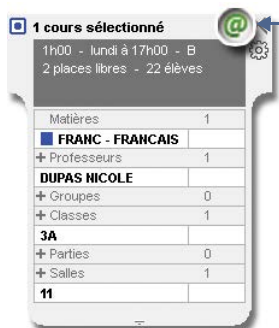 1 cours sélectionné @
1h00 - lundi à 17h00 - B
2 places libres - 22 élèves
Matières 1
FRANC - FRANCAIS
+ Professeurs 1
DUPAS NICOLE
+ Groupes 0
+ Classes 1
3A
+ Parties 0
+ Salles 1
11